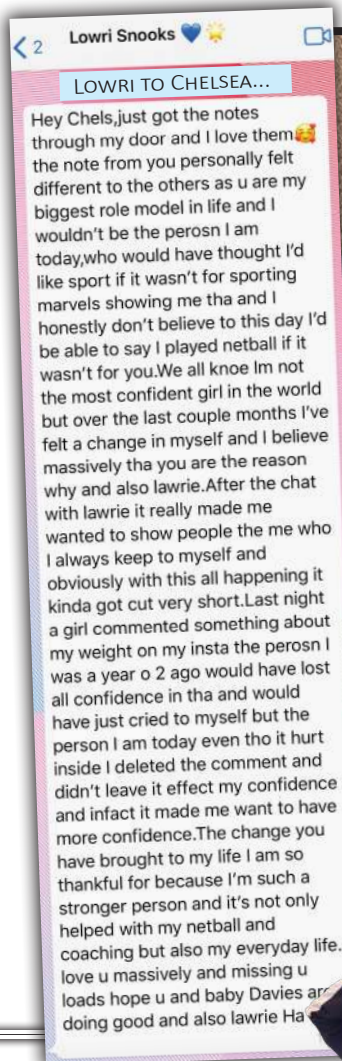 2
Lowri Snooks 💙 🌟
LOWRI TO CHELSEA...
Hey Chels,just got the notes
through my door and I love them🥰
the note from you personally felt
different to the others as u are my
biggest role model in life and I
wouldn't be the perosn I am
today,who would have thought I'd
like sport if it wasn't for sporting
marvels showing me tha and I
honestly don't believe to this day I'd
be able to say I played netball if it
wasn't for you.We all knoe Im not
the most confident girl in the world
but over the last couple months I've
felt a change in myself and I believe
massively tha you are the reason
why and also lawrie.After the chat
with lawrie it really made me
wanted to show people the me who
I always keep to myself and
obviously with this all happening it
kinda got cut very short.Last night
a girl commented something about
my weight on my insta the perosn I
was a year o 2 ago would have lost
all confidence in tha and would
have just cried to myself but the
person I am today even tho it hurt
inside I deleted the comment and
didn't leave it effect my confidence
and infact it made me want to have
more confidence.The change you
have brought to my life I am so
thankful for because I'm such a
stronger person and it's not only
helped with my netball and
coaching but also my everyday life.
love u massively and missing u
loads hope u and baby Davies are
doing good and also lawrie Ha